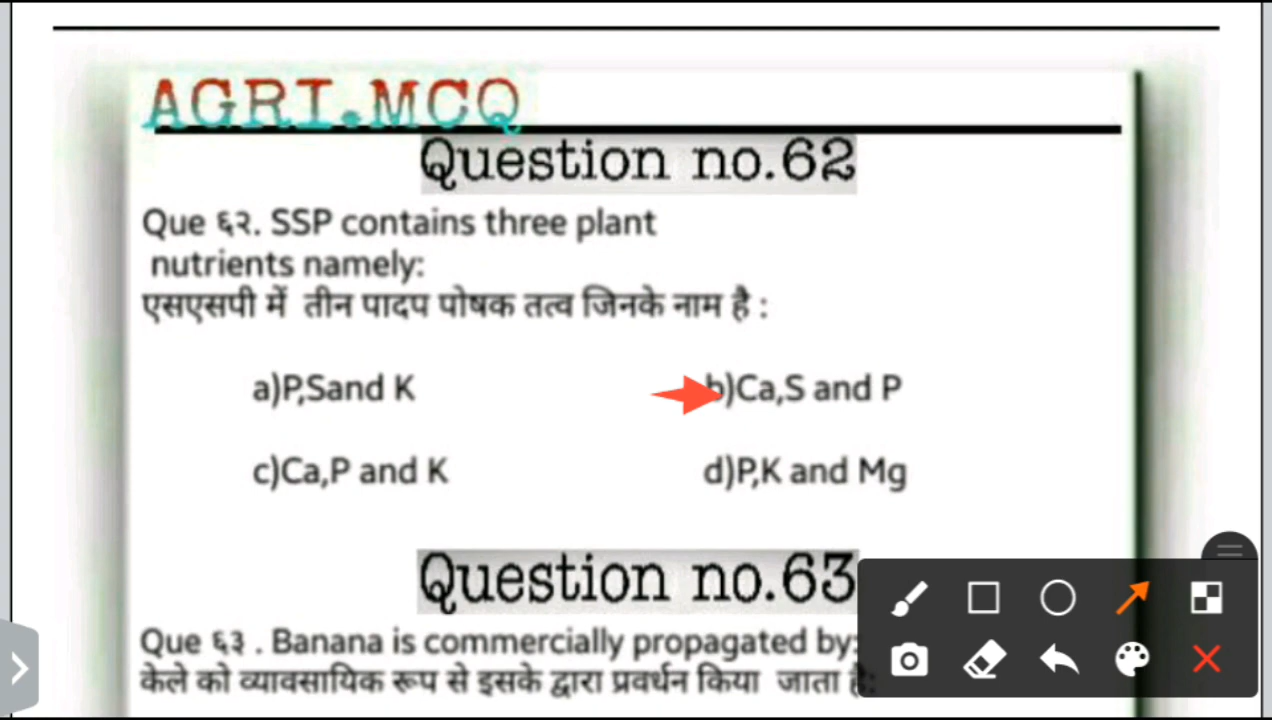 AGRI.MCQ
Question no.62
Que ६२. SSP contains three plant
nutrients namely:
एसएसपी में तीन पादप पोषक तत्व जिनके नाम है :
a)P,Sand K
b)Ca,S and P
c)Ca,P and K
d)P,K and Mg
Question no.63
Que ६३ . Banana is commercially propagated by:
केले को व्यावसायिक रूप से इसके द्वारा प्रवर्धन किया जाता है: